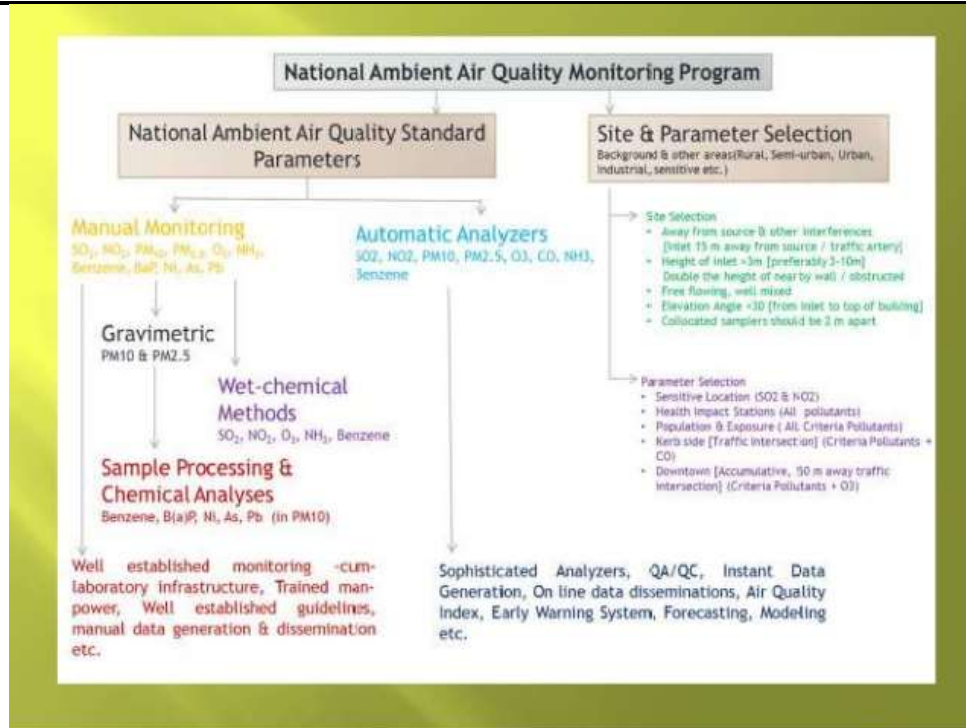 National Ambient Air Quality Monitoring Program
National Ambient Air Quality Standard
Parameters
Manual Monitoring
SO₂, NO₂, PM₁₀, PM₂.₅, O₃, NH₃,
Benzene, BaP, Ni, As, Pb
Automatic Analyzers
SO2, NO2, PM10, PM2.5, O3, CO, NH3,
Benzene
Gravimetric
PM10 & PM2.5
Wet-chemical
Methods
SO₂, NO₂, O₃, NH₃, Benzene
Sample Processing &
Chemical Analyses
Benzene, B(a)P, Ni, As, Pb (in PM10)
Well established monitoring -cum-
laboratory infrastructure, Trained man-
power, Well established guidelines,
manual data generation & dissemination
etc.
Sophisticated Analyzers, QA/QC, Instant Data
Generation, On line data disseminations, Air Quality
Index, Early Warning System, Forecasting, Modeling
etc.
Site & Parameter Selection
Background & other areas(Rural, Semi-urban, Urban,
Industrial, sensitive etc.)
Site Selection
• Away from source & other interferences
[Inlet 15 m away from source / traffic artery]
• Height of inlet >3m [preferably 3-10m]
Double the height of nearby wall / obstructed
• Free flowing, well mixed
• Elevation Angle <30 [from inlet to top of building]
• Collocated samplers should be 2 m apart
Parameter Selection
• Sensitive Location (SO2 & NO2)
• Health Impact Stations (All pollutants)
• Population & Exposure ( All Criteria Pollutants)
• Kerb side [Traffic Intersection] (Criteria Pollutants +
CO)
• Downtown [Accumulative, 50 m away traffic
intersection] (Criteria Pollutants + O3)